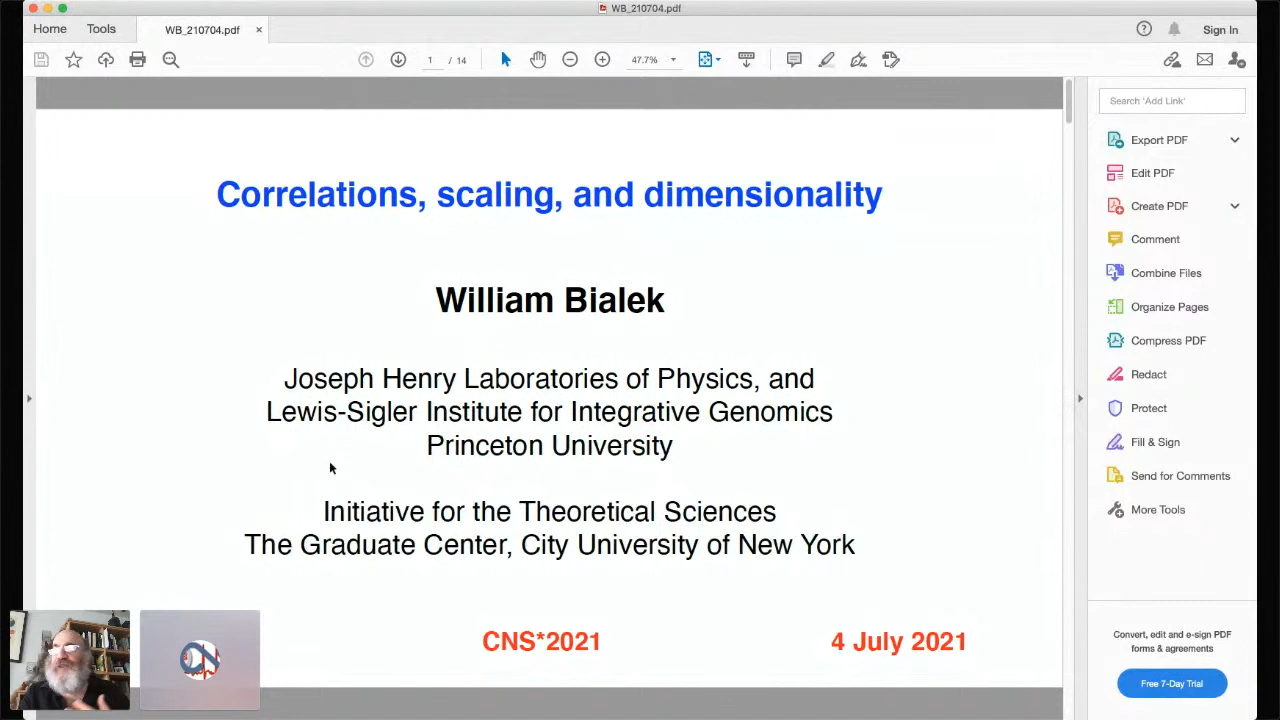 WB_210704.pdf
Home
Tools
WB_210704.pdf
Sign In
1 / 14
47.7%
Search 'Add Link'
Export PDF
Edit PDF
Create PDF
Comment
Combine Files
Organize Pages
Compress PDF
Redact
Protect
Fill & Sign
Send for Comments
More Tools
Convert, edit and e-sign PDF
forms & agreements
Free 7-Day Trial
Correlations, scaling, and dimensionality
William Bialek
Joseph Henry Laboratories of Physics, and
Lewis-Sigler Institute for Integrative Genomics
Princeton University
Initiative for the Theoretical Sciences
The Graduate Center, City University of New York
CNS*2021
4 July 2021